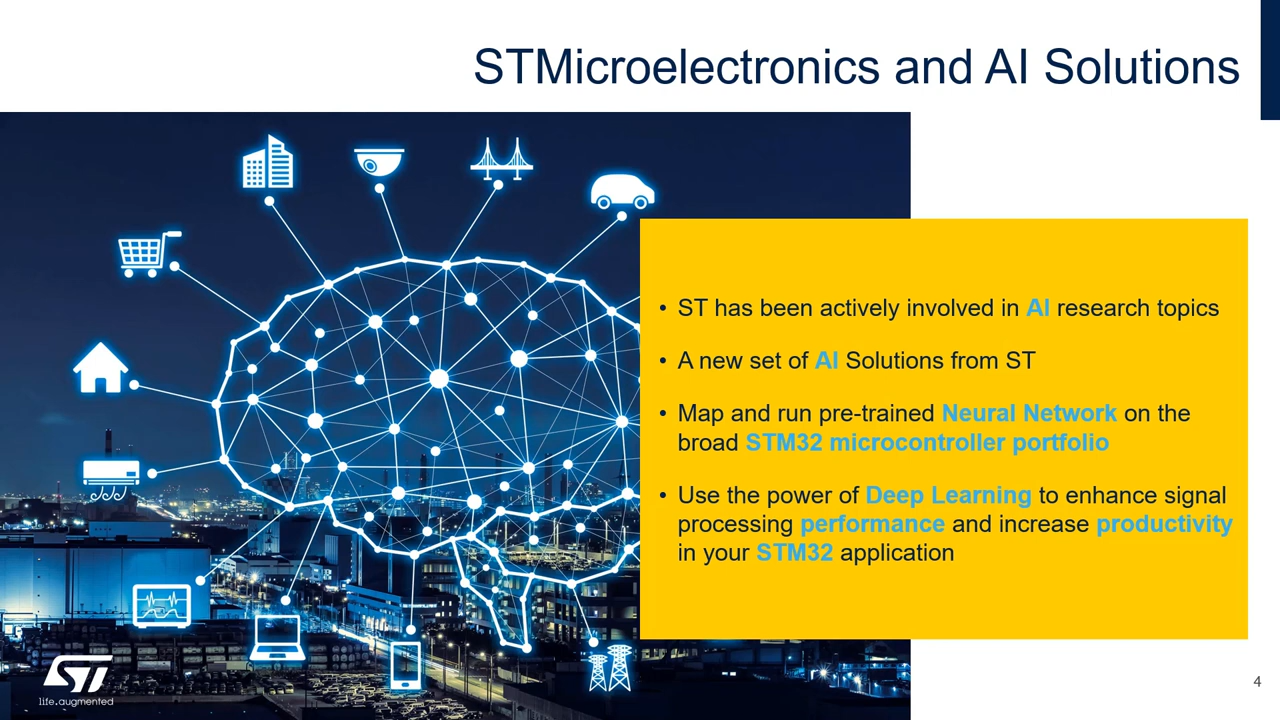 STMicroelectronics and AI Solutions
• ST has been actively involved in AI research topics
• A new set of AI Solutions from ST
• Map and run pre-trained Neural Network on the
broad STM32 microcontroller portfolio
• Use the power of Deep Learning to enhance signal
processing performance and increase productivity
in your STM32 application
ST
life.augmented
4